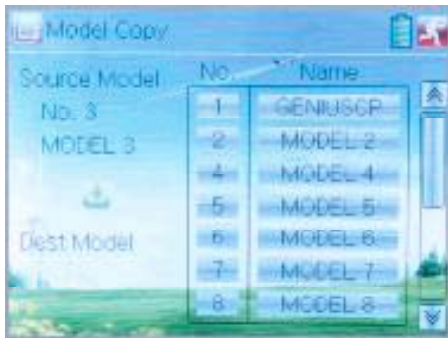 Model Copy
Source Model
No. 3
MODEL 3
Dest Model
No. Name
1 GENIUSCP
2 MODEL 2
4 MODEL 4
5 MODEL 5
6 MODEL 6
7 MODEL 7
8 MODEL 8